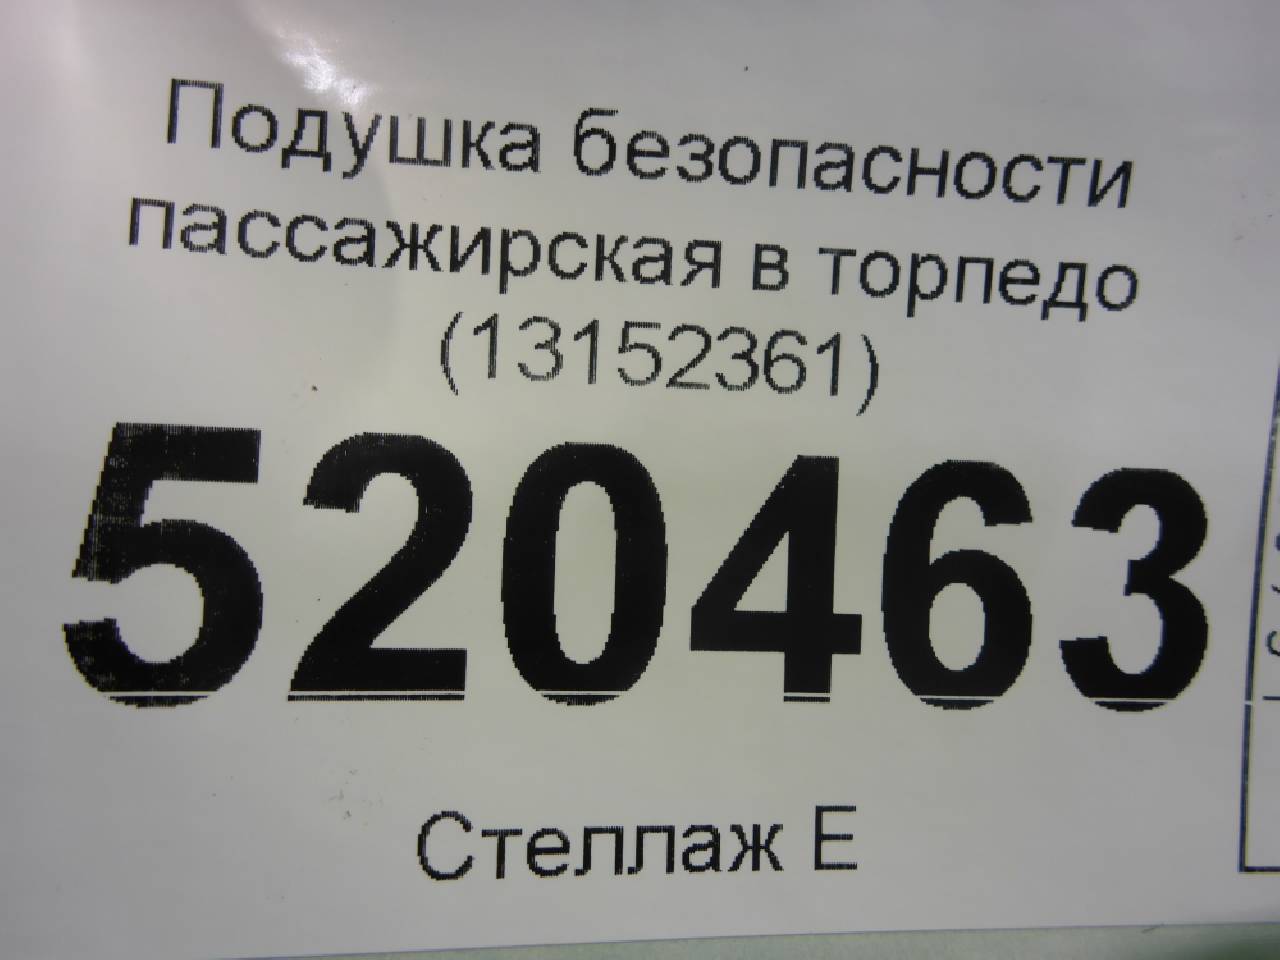 Подушка безопасности
пассажирская в торпедо
(13152361)
520463
Стеллаж Е